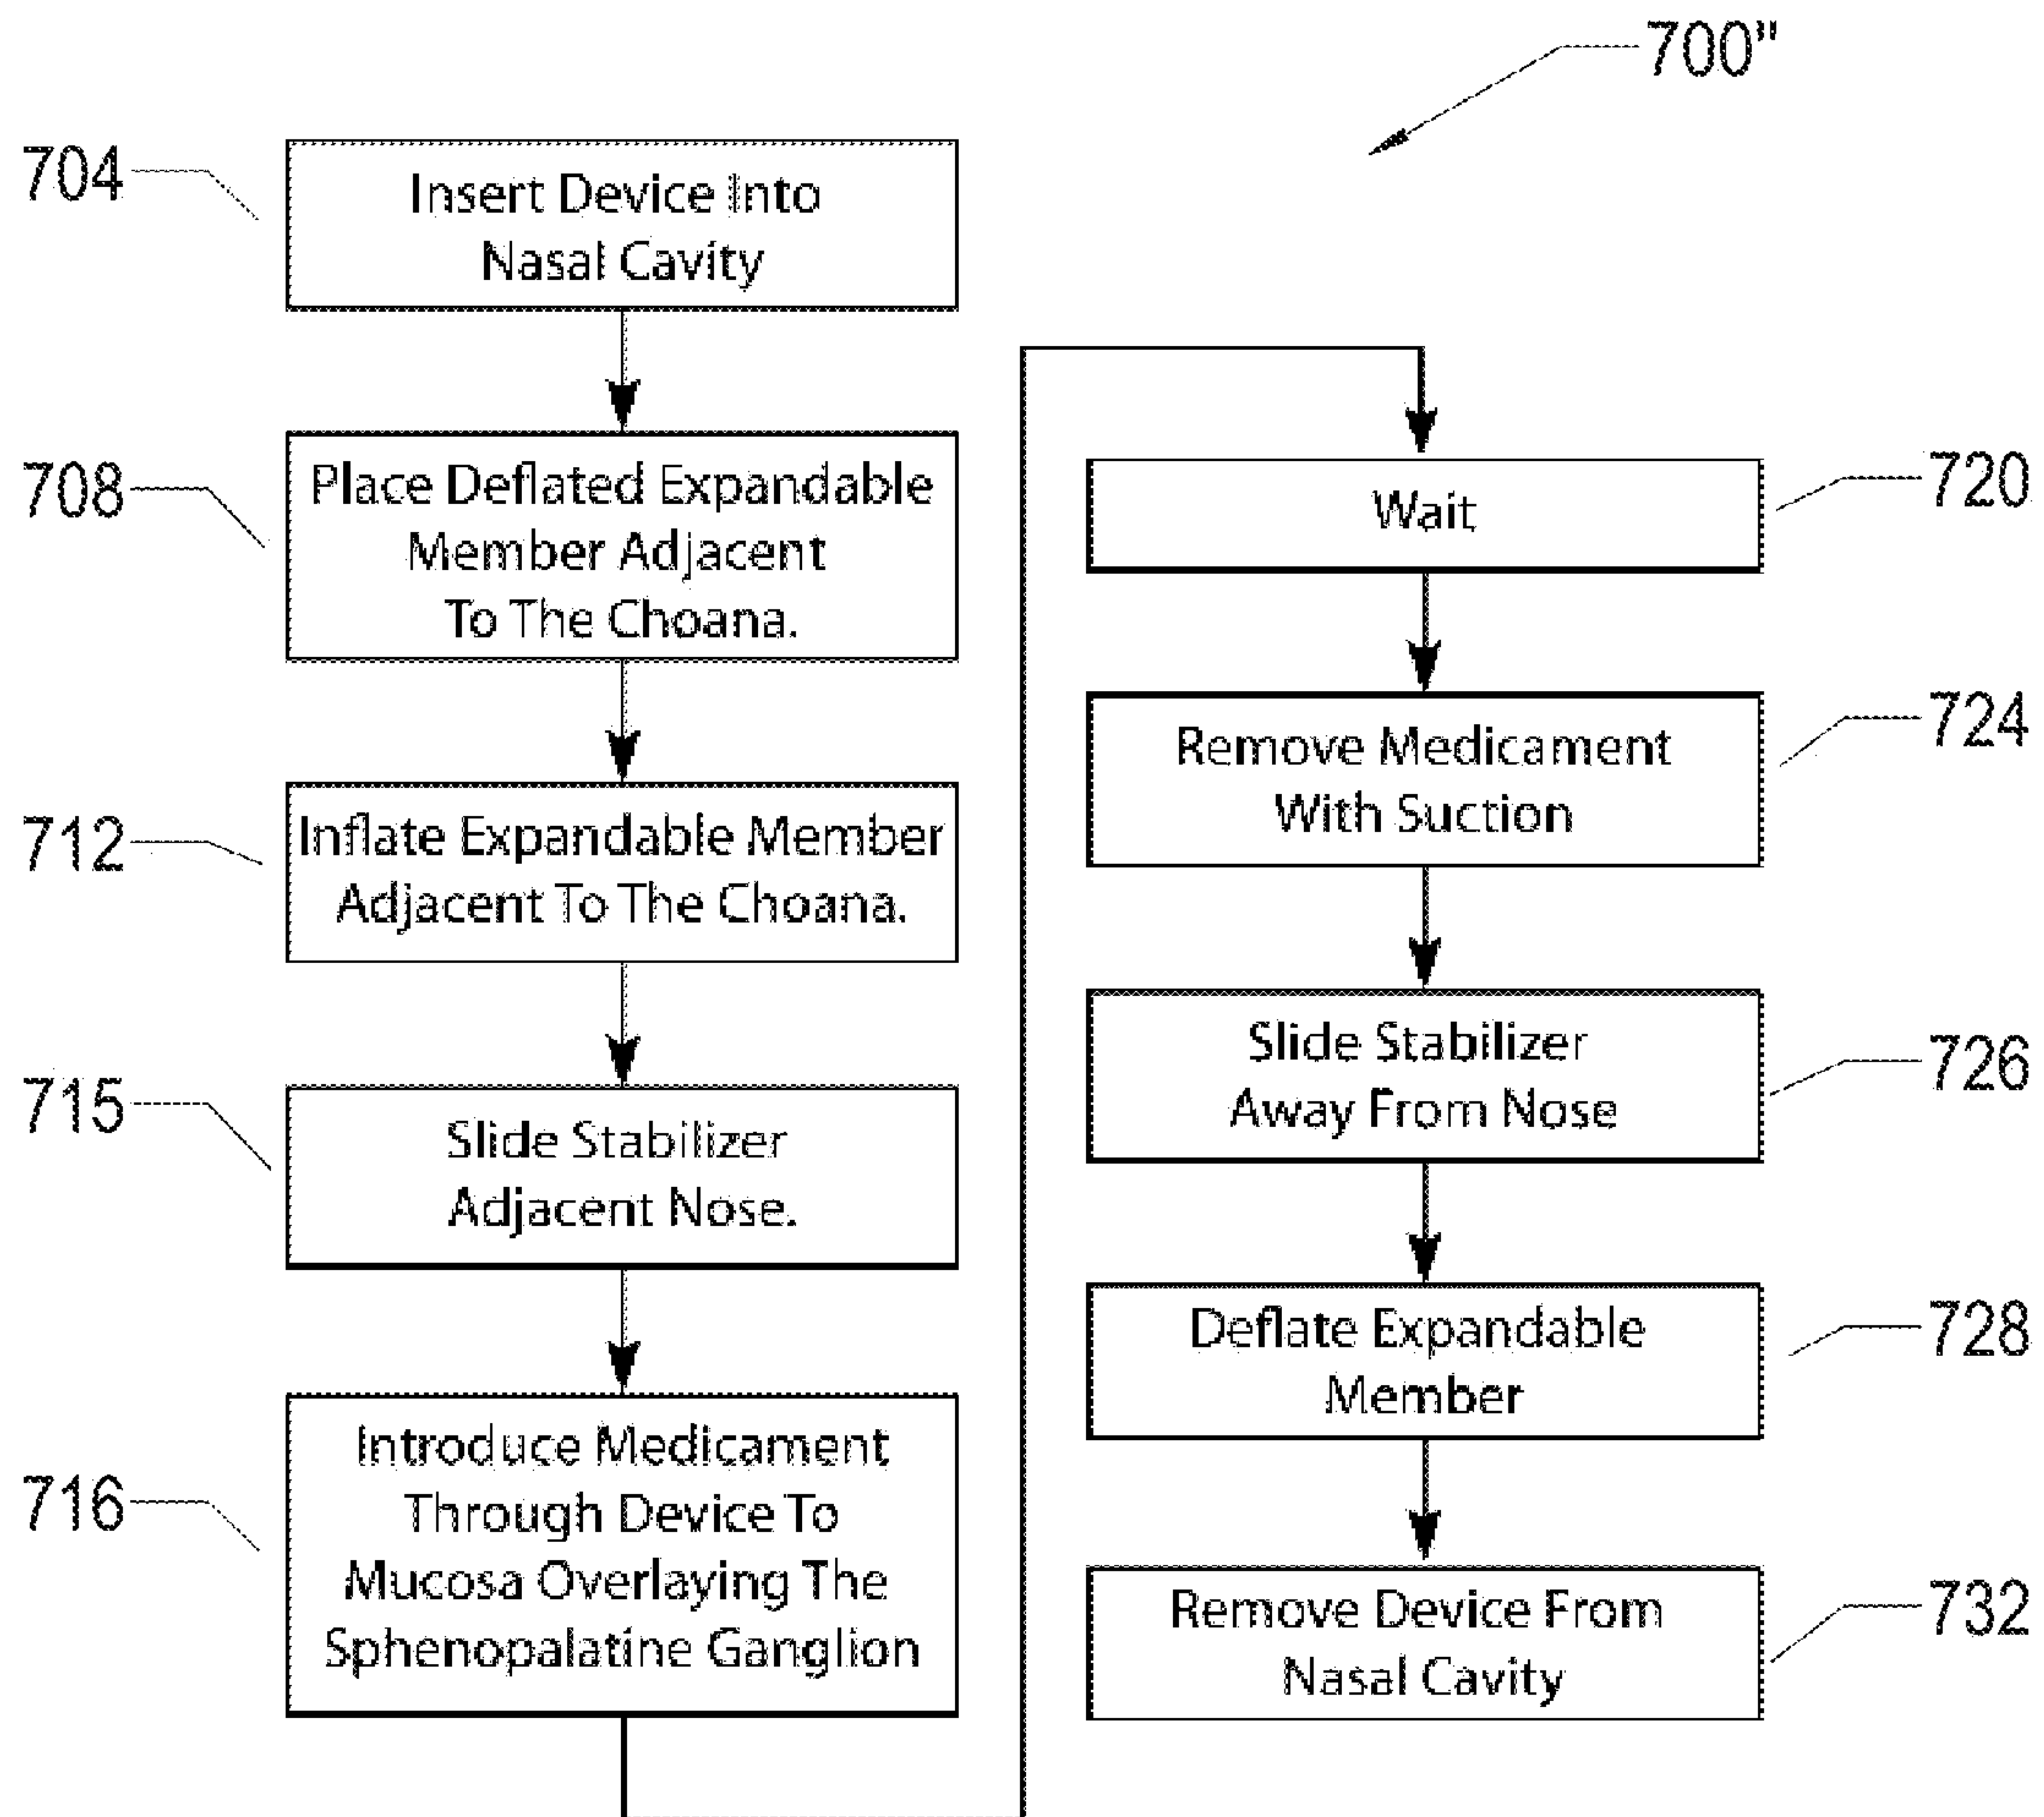 700"
704
Insert Device Into
Nasal Cavity
708
Place Deflated Expandable
Member Adjacent
To The Choana.
712
Inflate Expandable Member
Adjacent To The Choana.
715
Slide Stabilizer
Adjacent Nose.
716
Introduce Medicament
Through Device To
Mucosa Overlaying The
Sphenopalatine Ganglion
Wait
720
Remove Medicament
With Suction
724
Slide Stabilizer
Away From Nose
726
Deflate Expandable
Member
728
Remove Device From
Nasal Cavity
732